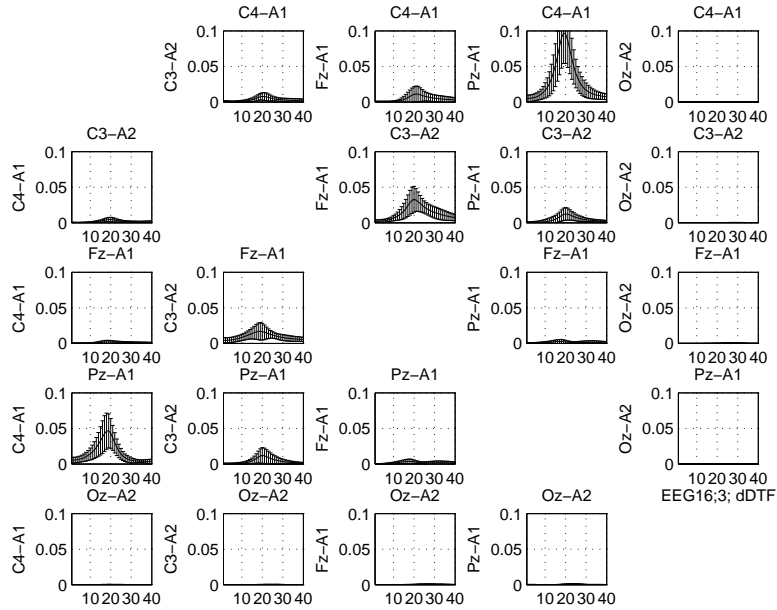 C4−A1 C4−A1 C4−A1 C4−A1
C3−A2 0.1 0.05 0 10 20 30 40
Fz−A1 0.1 0.05 0 10 20 30 40
Pz−A1 0.1 0.05 0 10 20 30 40
Oz−A2 0.1 0.05 0 10 20 30 40
C3−A2 C3−A2 C3−A2 C3−A2
C4−A1 0.1 0.05 0 10 20 30 40
Fz−A1 0.1 0.05 0 10 20 30 40
Pz−A1 0.1 0.05 0 10 20 30 40
Oz−A2 0.1 0.05 0 10 20 30 40
Fz−A1 Fz−A1 Fz−A1 Fz−A1
C4−A1 0.1 0.05 0 10 20 30 40
C3−A2 0.1 0.05 0 10 20 30 40
Pz−A1 0.1 0.05 0 10 20 30 40
Oz−A2 0.1 0.05 0 10 20 30 40
Pz−A1 Pz−A1 Pz−A1 Pz−A1
C4−A1 0.1 0.05 0 10 20 30 40
C3−A2 0.1 0.05 0 10 20 30 40
Fz−A1 0.1 0.05 0 10 20 30 40
Oz−A2 0.1 0.05 0 10 20 30 40
Oz−A2 Oz−A2 Oz−A2 Oz−A2 EEG16;3; dDTF
C4−A1 0.1 0.05 0 10 20 30 40
C3−A2 0.1 0.05 0 10 20 30 40
Fz−A1 0.1 0.05 0 10 20 30 40
Pz−A1 0.1 0.05 0 10 20 30 40